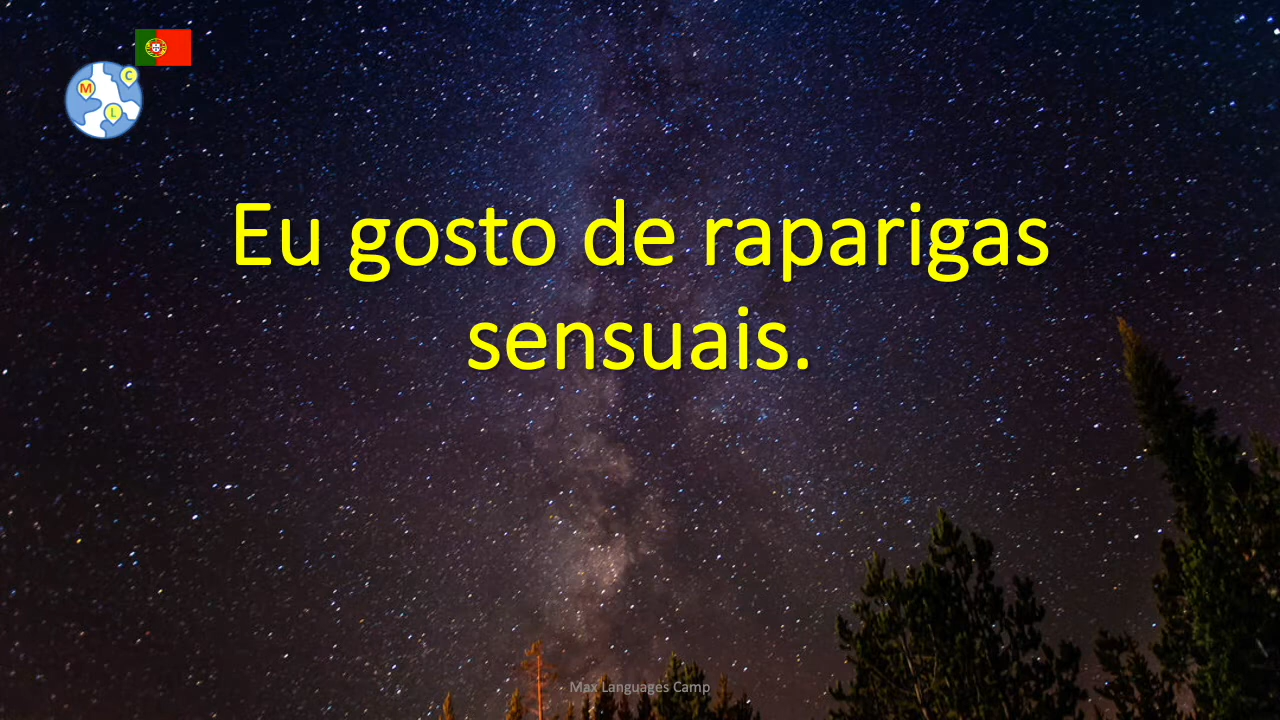 C
M
L
Eu gosto de raparigas
sensuais.
Max Languages Camp